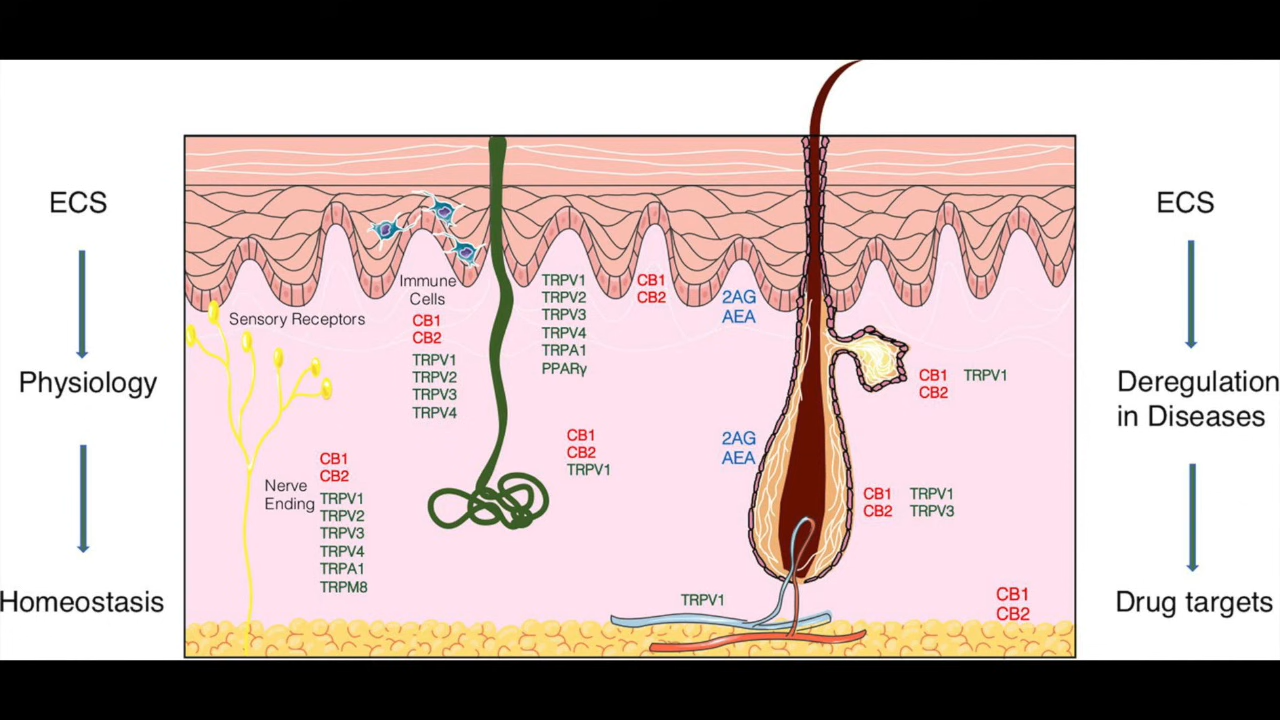 ECS
Physiology
Homeostasis
Sensory Receptors
Nerve
Ending
CB1
CB2
TRPV1
TRPV2
TRPV3
TRPV4
TRPA1
TRPM8
Immune
Cells
CB1
CB2
TRPV1
TRPV2
TRPV3
TRPV4
TRPV1
TRPV2
TRPV3
TRPV4
TRPA1
PPARγ
CB1
CB2
TRPV1
CB1
CB2
2AG
AEA
2AG
AEA
CB1 TRPV1
CB2
CB1 TRPV1
CB2 TRPV3
TRPV1
CB1
CB2
ECS
Deregulation
in Diseases
Drug targets